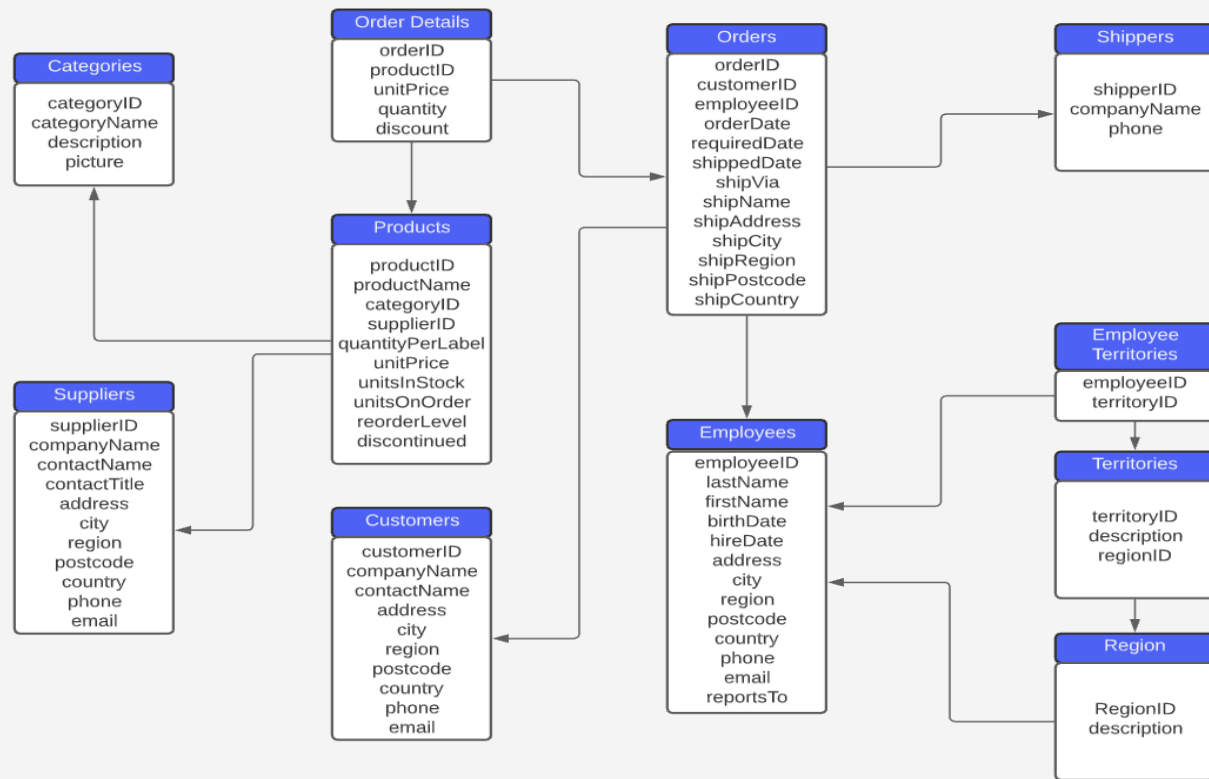 Categories
categoryID
categoryName
description
picture
Order Details
orderID
productID
unitPrice
quantity
discount
Orders
orderID
customerID
employeeID
orderDate
requiredDate
shippedDate
shipVia
shipName
shipAddress
shipCity
shipRegion
shipPostcode
shipCountry
Shippers
shipperID
companyName
phone
Products
productID
productName
categoryID
supplierID
quantityPerLabel
unitPrice
unitsInStock
unitsOnOrder
reorderLevel
discontinued
Suppliers
supplierID
companyName
contactName
contactTitle
address
city
region
postcode
country
phone
email
Customers
customerID
companyName
contactName
address
city
region
postcode
country
phone
email
Employees
employeeID
lastName
firstName
birthDate
hireDate
address
city
region
postcode
country
phone
email
reportsTo
Employee
Territories
employeeID
territoryID
Territories
territoryID
description
regionID
Region
RegionID
description